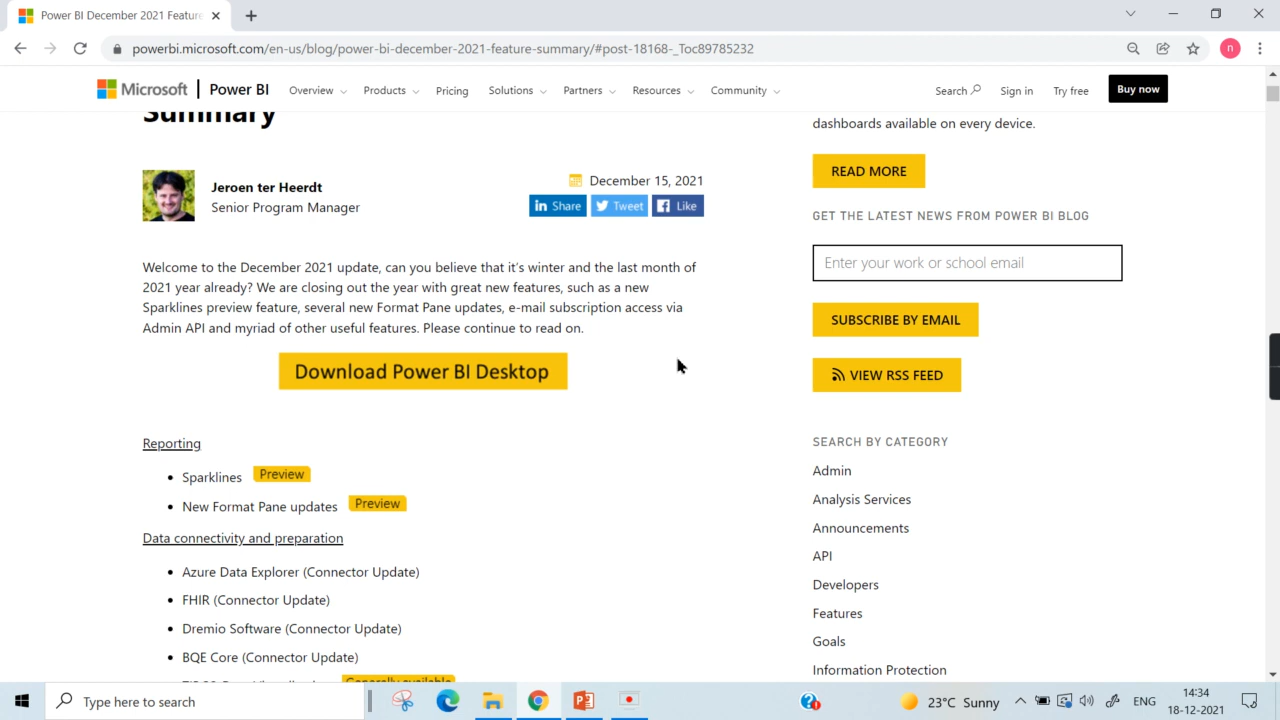 Power BI December 2021 Feature
powerbi.microsoft.com/en-us/blog/power-bi-december-2021-feature-summary/#post-18168-_Toc89785232
n
Microsoft
Power BI
Overview
Products
Pricing
Solutions
Partners
Resources
Community
Search
Sign in
Try free
Buy now
Summary
Jeroen ter Heerdt
Senior Program Manager
December 15, 2021
in Share
Tweet
Like
Welcome to the December 2021 update, can you believe that it's winter and the last month of
2021 year already? We are closing out the year with great new features, such as a new
Sparklines preview feature, several new Format Pane updates, e-mail subscription access via
Admin API and myriad of other useful features. Please continue to read on.
Download Power BI Desktop
Reporting
• Sparklines Preview
• New Format Pane updates Preview
Data connectivity and preparation
• Azure Data Explorer (Connector Update)
• FHIR (Connector Update)
• Dremio Software (Connector Update)
• BQE Core (Connector Update)
Generally available
dashboards available on every device.
READ MORE
GET THE LATEST NEWS FROM POWER BI BLOG
Enter your work or school email
SUBSCRIBE BY EMAIL
VIEW RSS FEED
SEARCH BY CATEGORY
Admin
Analysis Services
Announcements
API
Developers
Features
Goals
Information Protection
Type here to search
23°C Sunny
ENG
14:34
18-12-2021